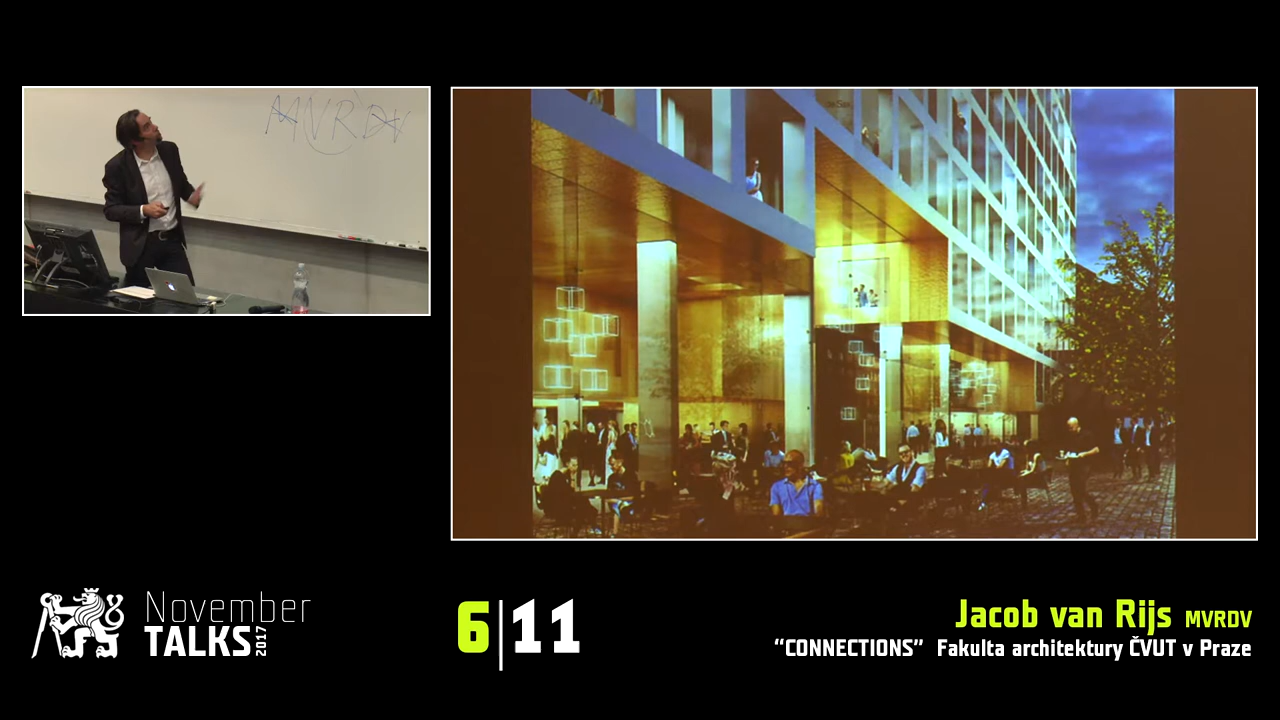 MVRDV
November
TALKS 2017
6|11
Jacob van Rijs MVRDV
“CONNECTIONS” Fakulta architektury ČVUT v Praze